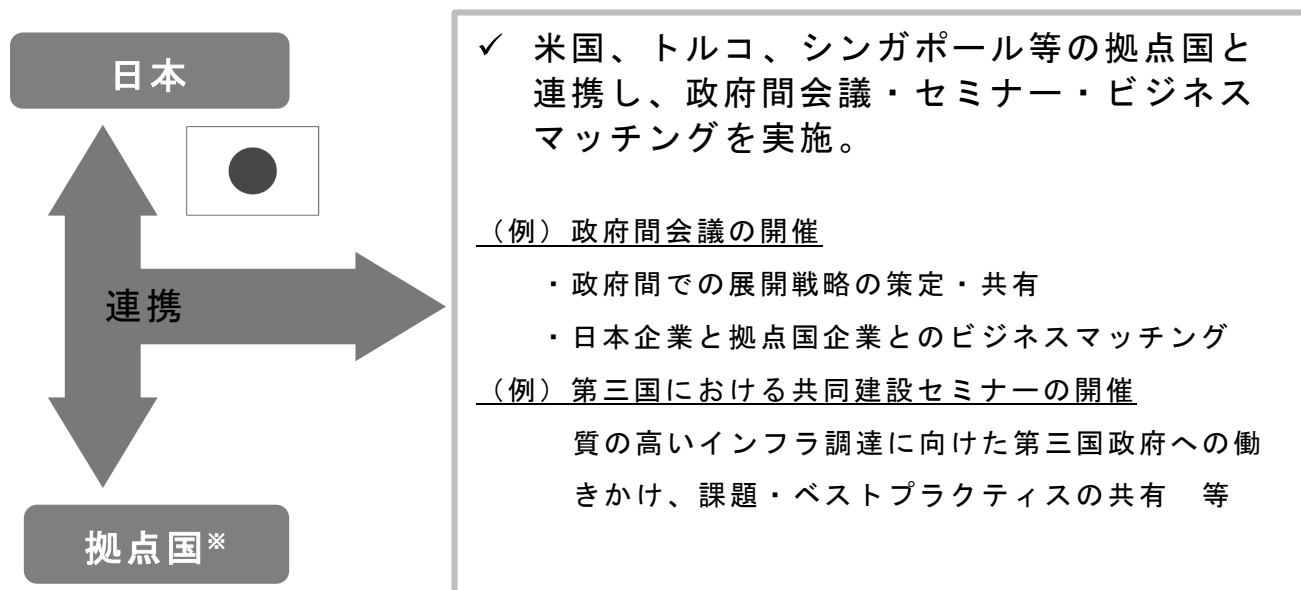 日本
連携
拠点国※
✓ 米国、トルコ、シンガポール等の拠点国と
連携し、政府間会議・セミナー・ビジネス
マッチングを実施。
（例）政府間会議の開催
・政府間での展開戦略の策定・共有
・日本企業と拠点国企業とのビジネスマッチング
（例）第三国における共同建設セミナーの開催
質の高いインフラ調達に向けた第三国政府への働
きかけ、課題・ベストプラクティスの共有　等